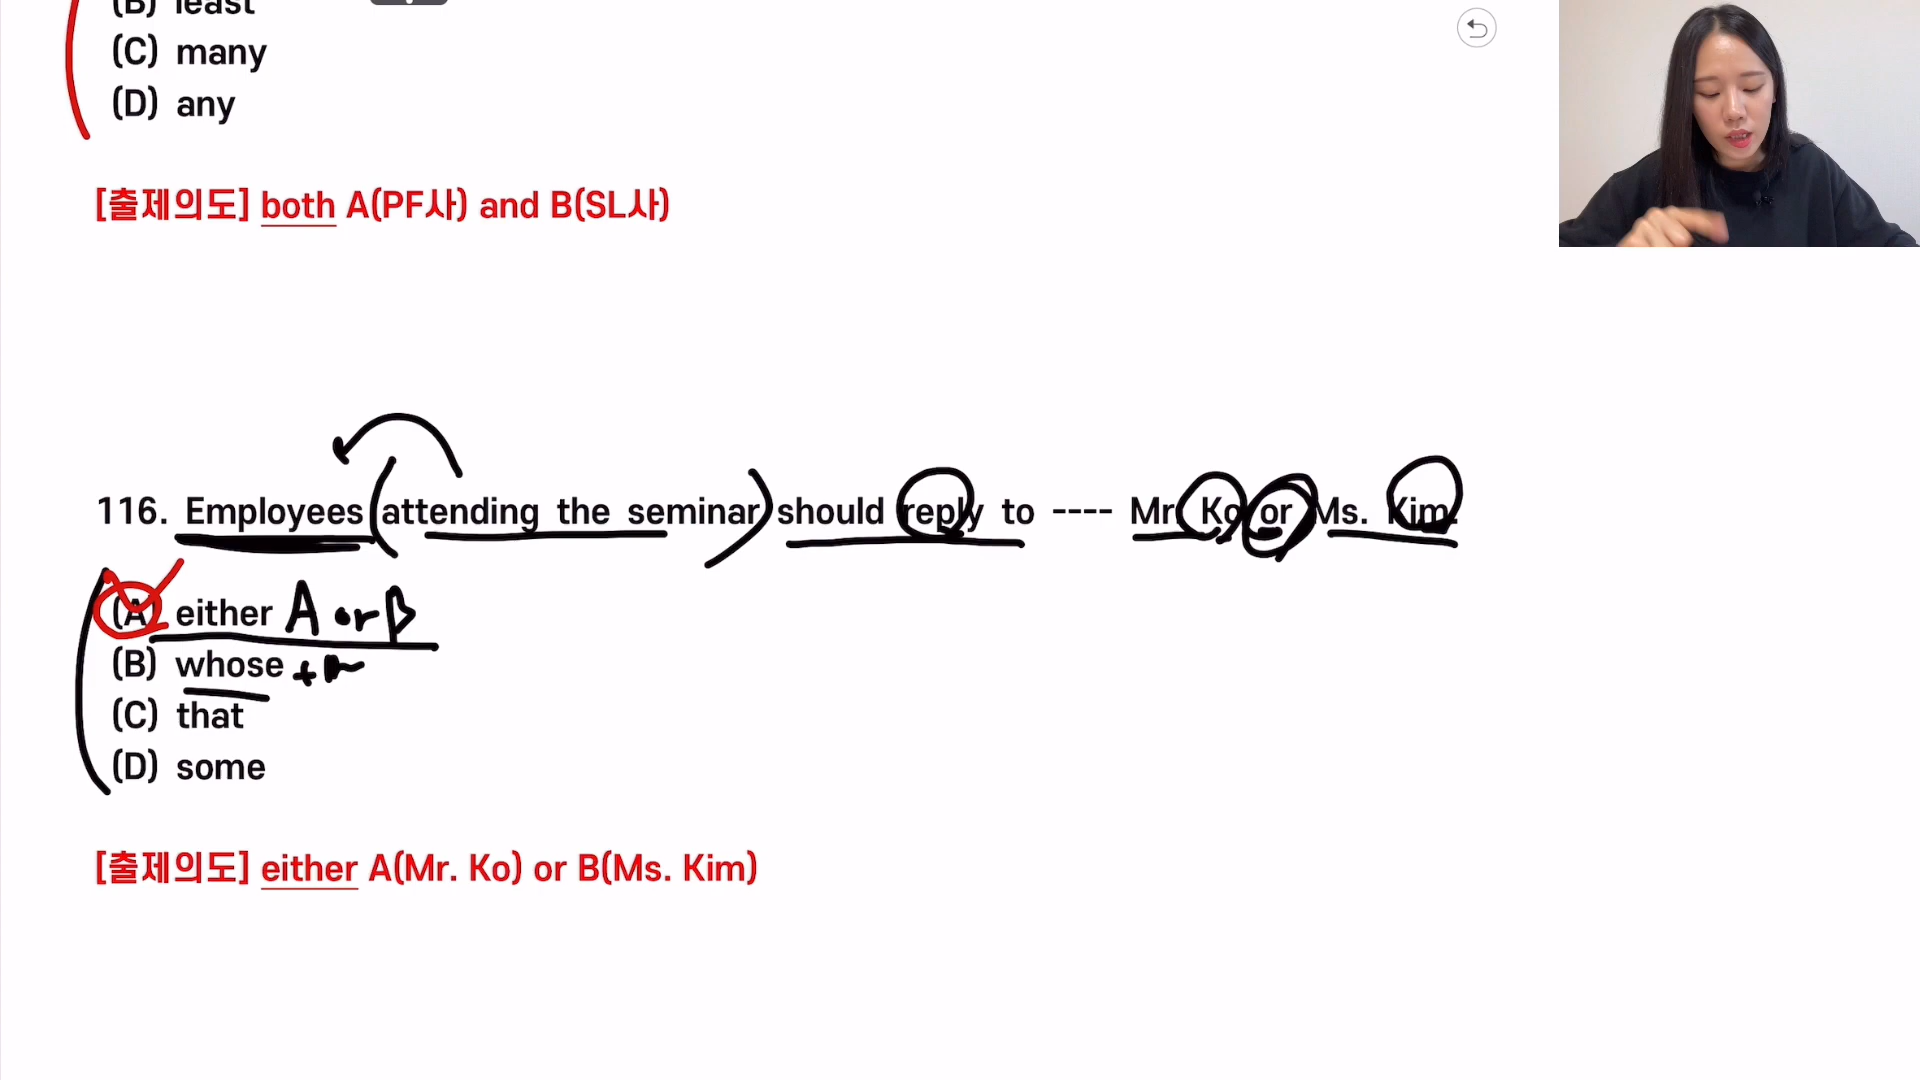 (B) least
(C) many
(D) any
[출제의도] both A(PF사) and B(SL사)
116. Employees (attending the seminar) should reply to ---- Mr. Ko or Ms. Kim.
(A) either A or B
(B) whose + n
(C) that
(D) some
[출제의도] either A(Mr. Ko) or B(Ms. Kim)